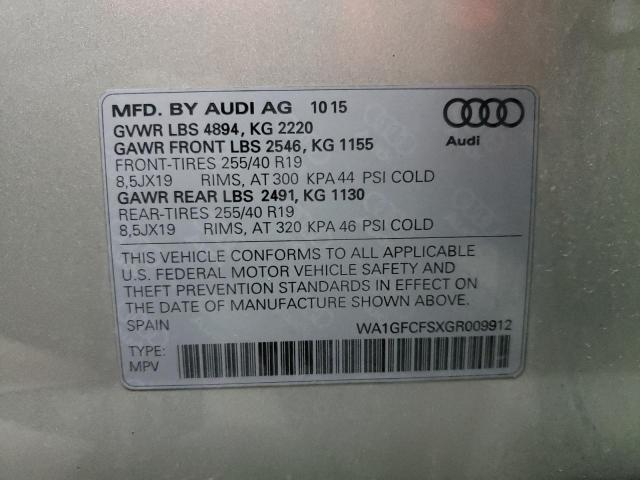 MFD. BY AUDI AG 10 15
GVWR LBS 4894, KG 2220
GAWR FRONT LBS 2546, KG 1155
FRONT-TIRES 255/40 R19
8,5JX19 RIMS, AT 300 KPA 44 PSI COLD
GAWR REAR LBS 2491, KG 1130
REAR-TIRES 255/40 R19
8,5JX19 RIMS, AT 320 KPA 46 PSI COLD
Audi
THIS VEHICLE CONFORMS TO ALL APPLICABLE
U.S. FEDERAL MOTOR VEHICLE SAFETY AND
THEFT PREVENTION STANDARDS IN EFFECT ON
THE DATE OF MANUFACTURE SHOWN ABOVE.
SPAIN WA1GFCFSXGR009912
TYPE:
MPV